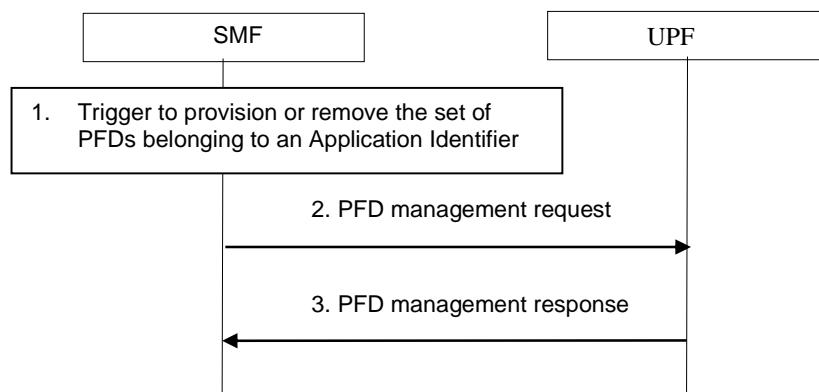 SMF
UPF
1. Trigger to provision or remove the set of
PFDs belonging to an Application Identifier
2. PFD management request
3. PFD management response